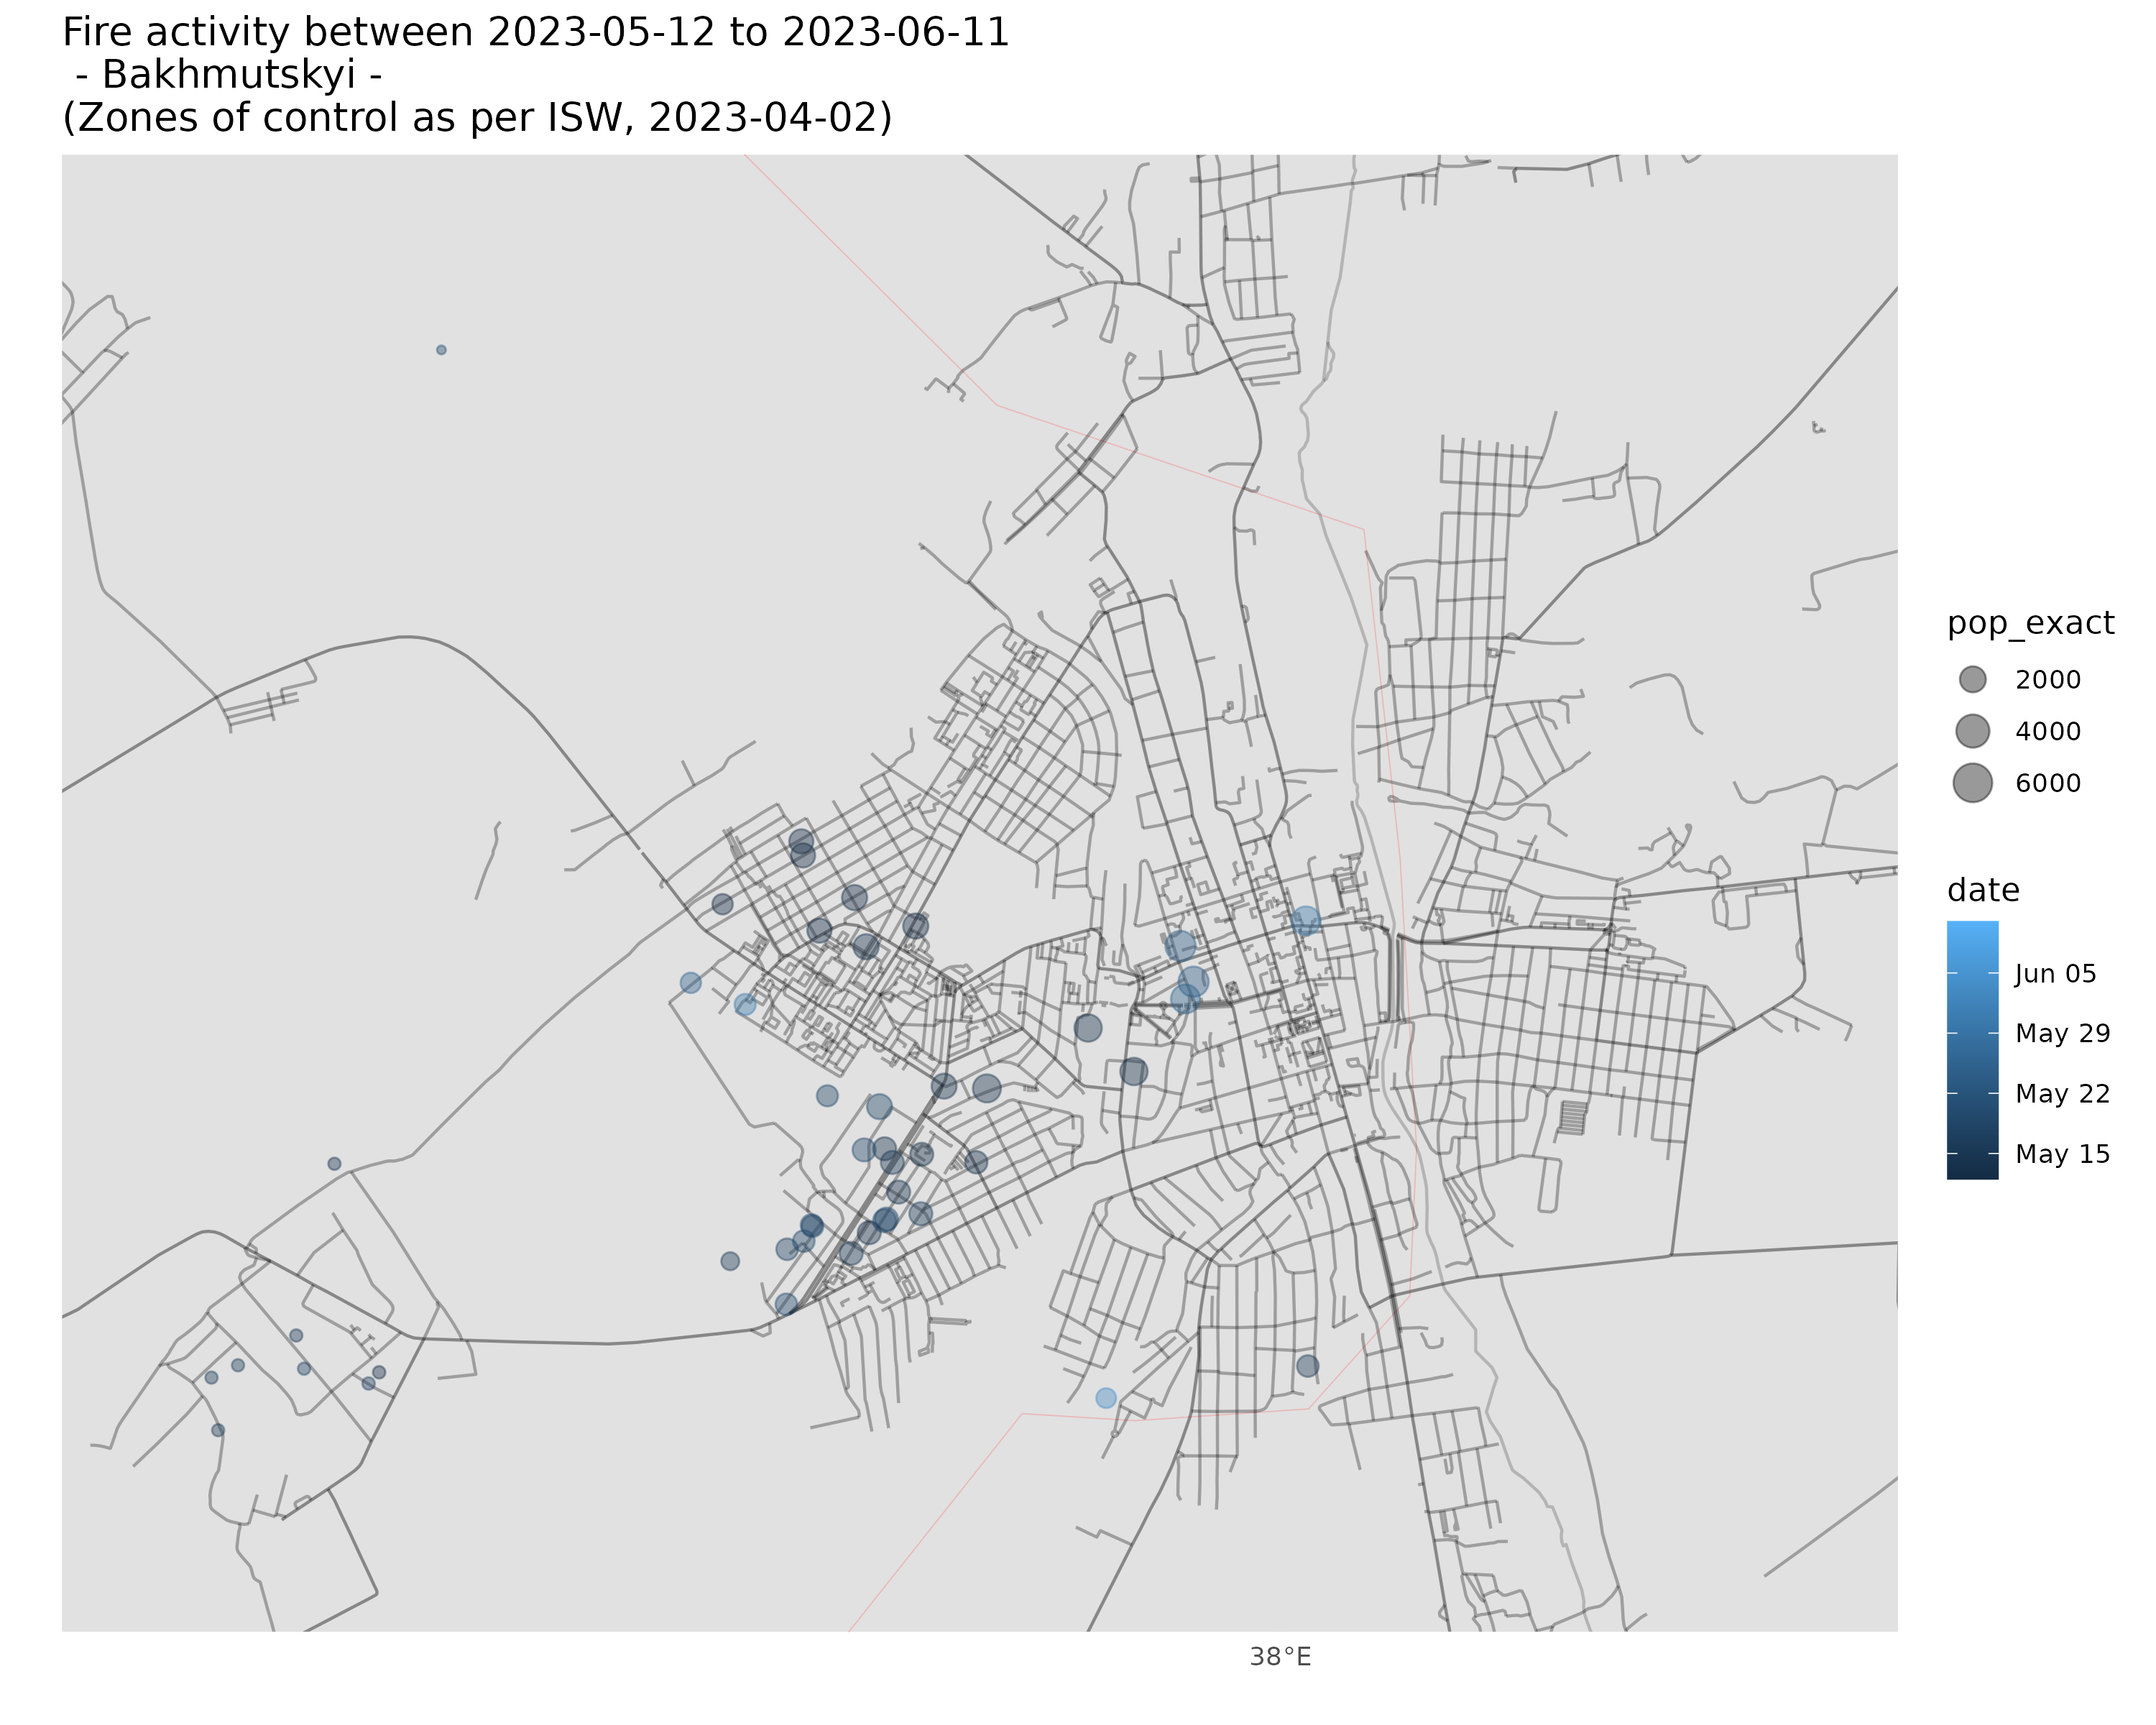 Fire activity between 2023-05-12 to 2023-06-11
- Bakhmutskyi -
(Zones of control as per ISW, 2023-04-02)
pop_exact
2000
4000
6000
date
Jun 05
May 29
May 22
May 15
38°E